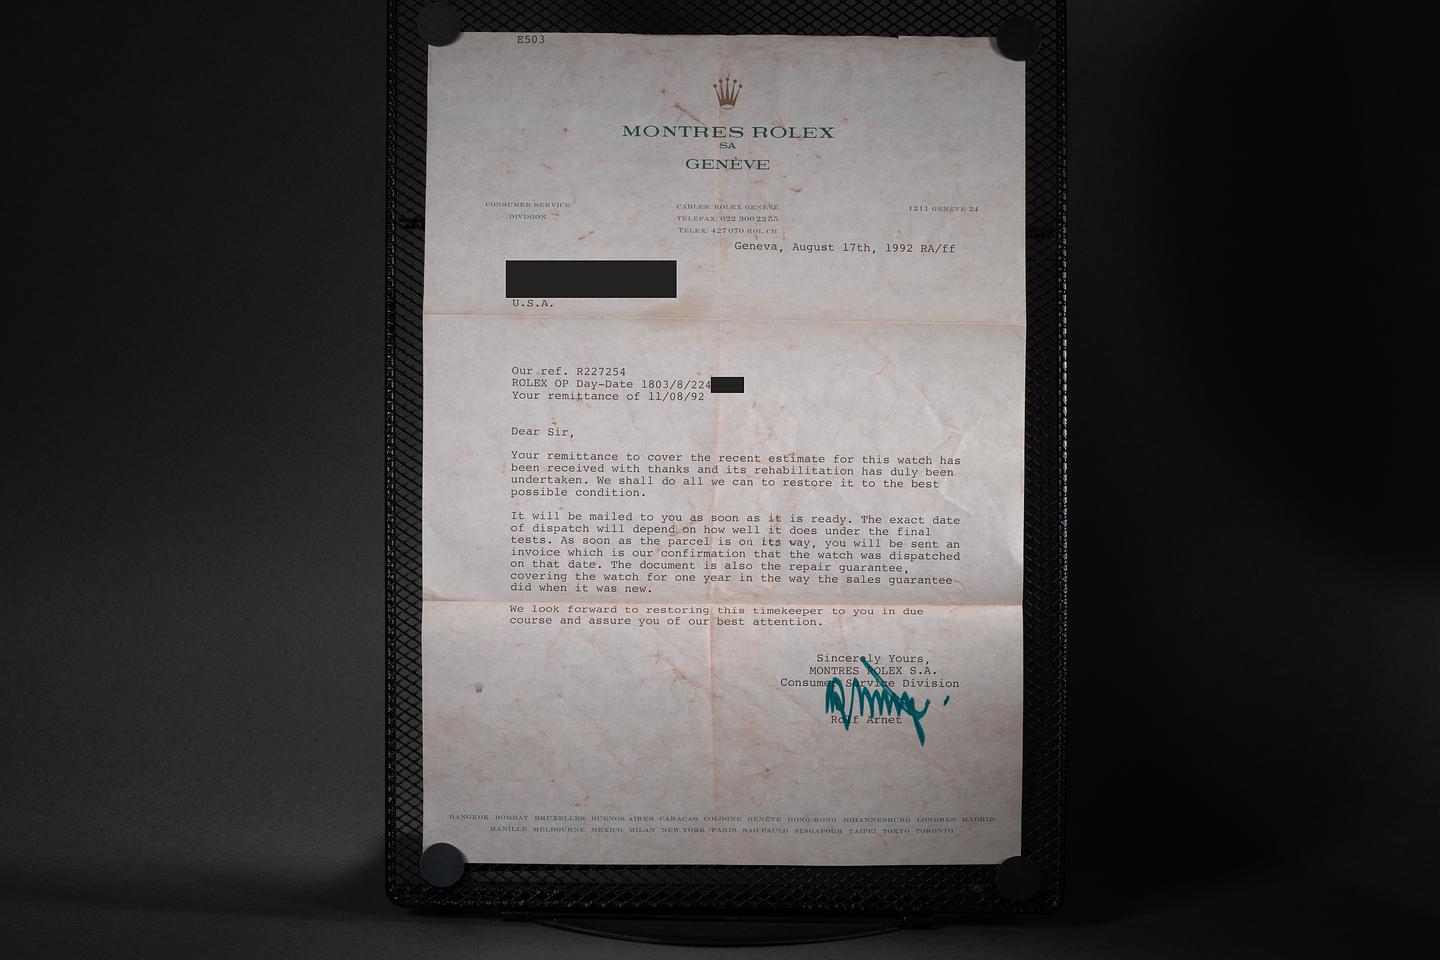 E503
MONTRES ROLEX
SA
GENÈVE
CONSUMER SERVICE
DIVISION
CABLES: ROLEX GENÈVE
TÉLÉFAX: 022 300 22 55
TÉLEX: 427 070 ROL CH
1211 GENÈVE 24
Geneva, August 17th, 1992 RA/ff
U.S.A.
Our ref. R227254
ROLEX OP Day-Date 1803/8/224
Your remittance of 11/08/92
Dear Sir,
Your remittance to cover the recent estimate for this watch has
been received with thanks and its rehabilitation has duly been
undertaken. We shall do all we can to restore it to the best
possible condition.
It will be mailed to you as soon as it is ready. The exact date
of dispatch will depend on how well it does under the final
tests. As soon as the parcel is on its way, you will be sent an
invoice which is our confirmation that the watch was dispatched
on that date. The document is also the repair guarantee,
covering the watch for one year in the way the sales guarantee
did when it was new.
We look forward to restoring this timekeeper to you in due
course and assure you of our best attention.
Sincerely Yours,
MONTRES ROLEX S.A.
Consumer Service Division
Rolf Arnet
BANGKOK BOMBAY BRUXELLES BUENOS AIRES CARACAS COLOGNE GENÈVE HONG-KONG JOHANNESBURG LONDRES MADRID
MANILLE MELBOURNE MEXICO MILAN NEW YORK PARIS SAO PAULO SINGAPOUR TAIPEI TOKYO TORONTO